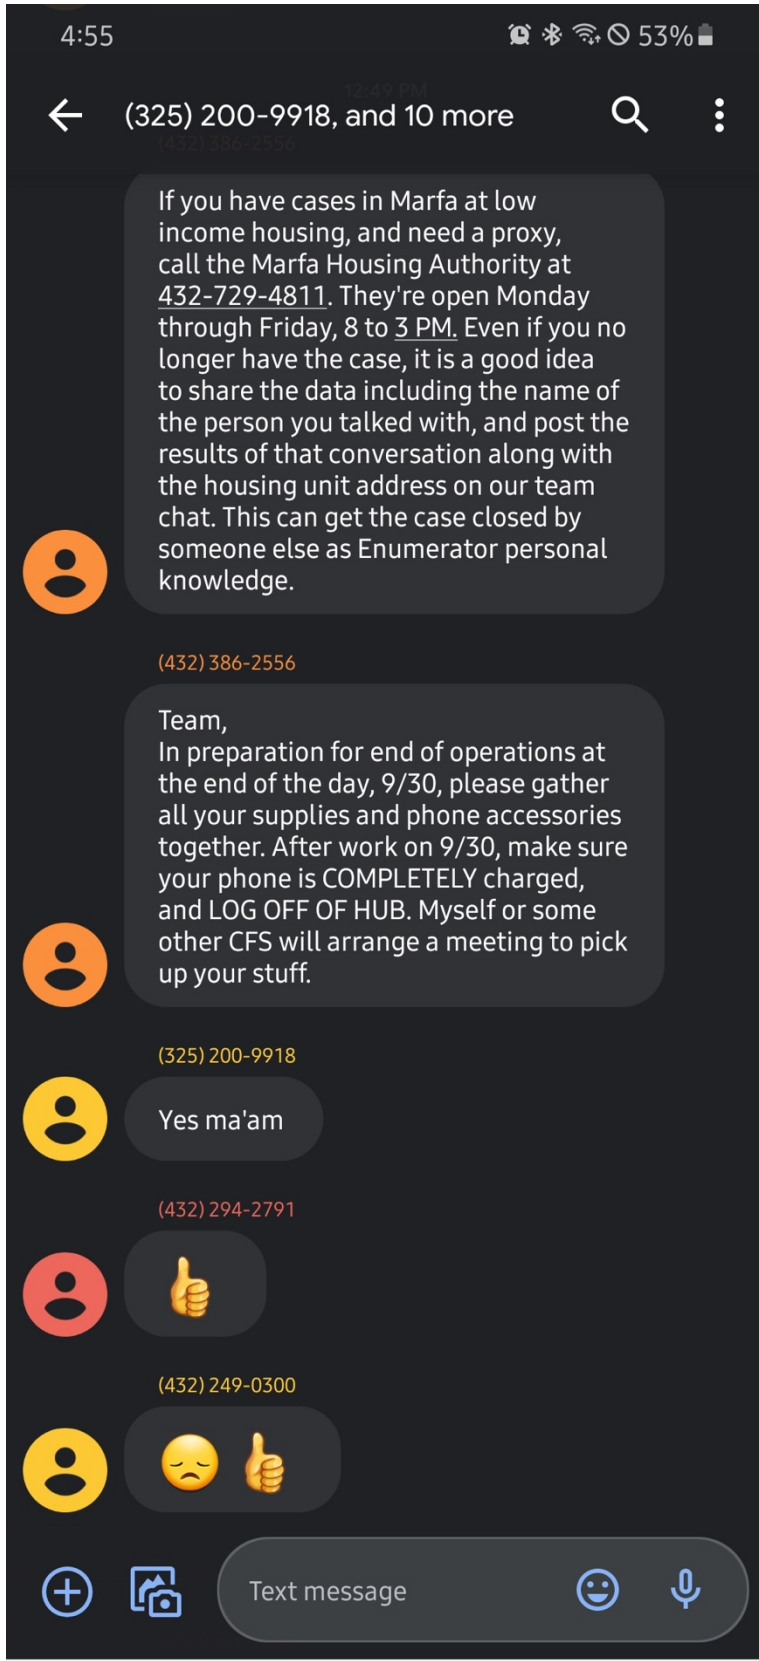 4:55
53%
12:49 PM
(325) 200-9918, and 10 more
(432) 386-2556
If you have cases in Marfa at low
income housing, and need a proxy,
call the Marfa Housing Authority at
432-729-4811. They're open Monday
through Friday, 8 to 3 PM. Even if you no
longer have the case, it is a good idea
to share the data including the name of
the person you talked with, and post the
results of that conversation along with
the housing unit address on our team
chat. This can get the case closed by
someone else as Enumerator personal
knowledge.
(432) 386-2556
Team,
In preparation for end of operations at
the end of the day, 9/30, please gather
all your supplies and phone accessories
together. After work on 9/30, make sure
your phone is COMPLETELY charged,
and LOG OFF OF HUB. Myself or some
other CFS will arrange a meeting to pick
up your stuff.
(325) 200-9918
Yes ma'am
(432) 294-2791
👍
(432) 249-0300
😞 👍
Text message